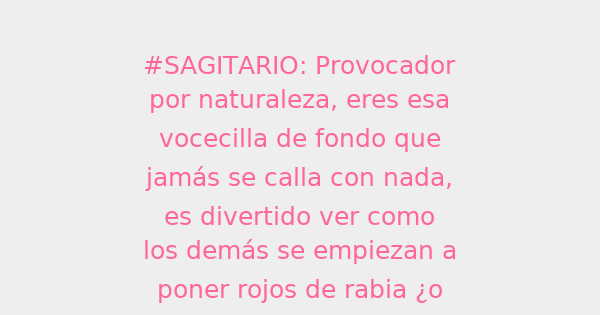 #SAGITARIO: Provocador
por naturaleza, eres esa
vocecilla de fondo que
jamás se calla con nada,
es divertido ver como
los demás se empiezan a
poner rojos de rabia ¿o